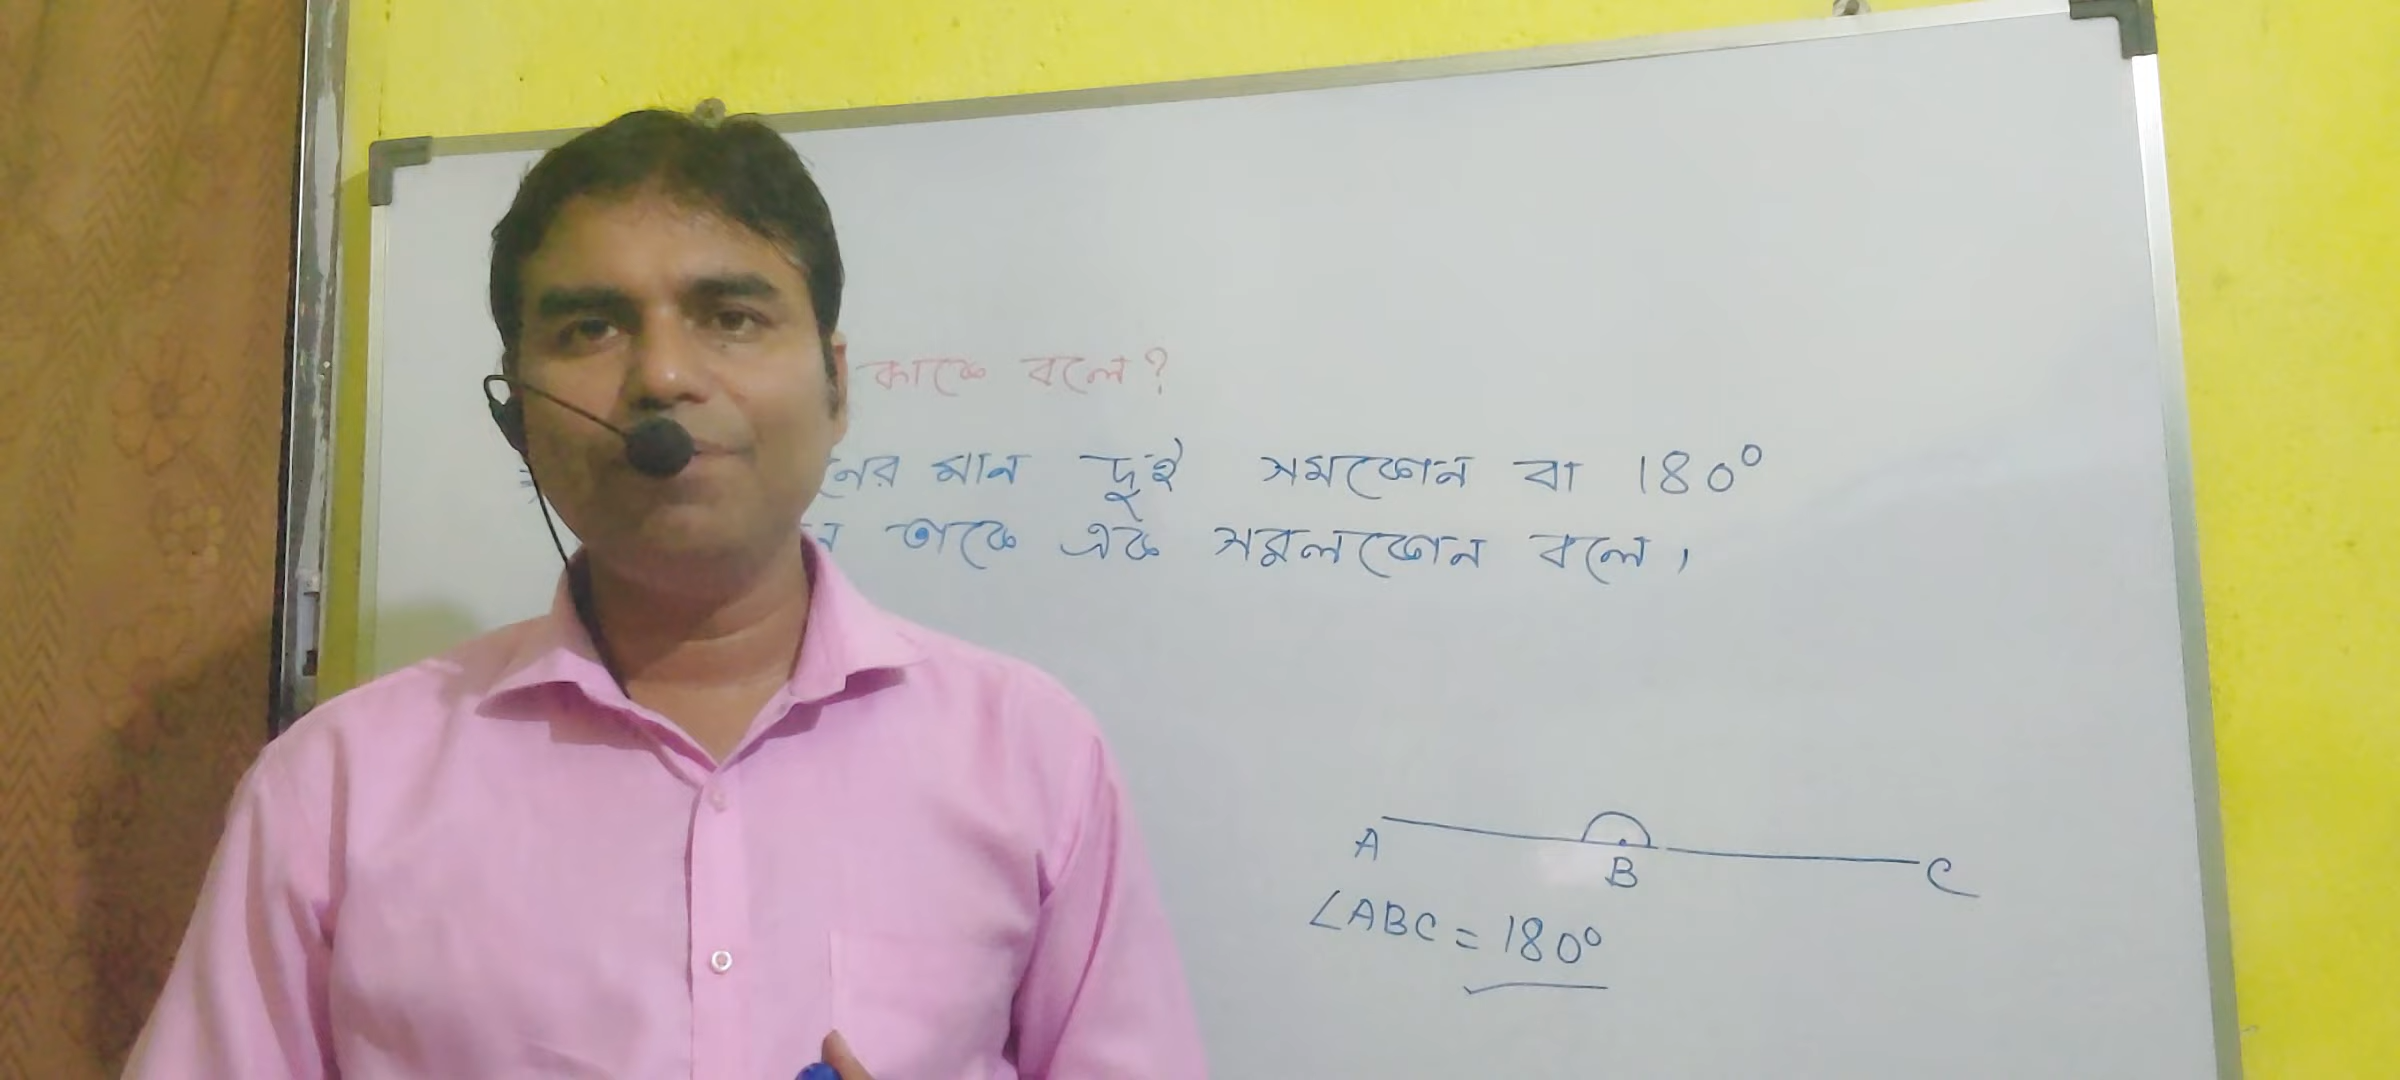 কাকে বলে?
নের মান দুই সমকোন বা 180°
ন তাকে এক সরলকোন বলে,
A B C
∠ABC = 180°